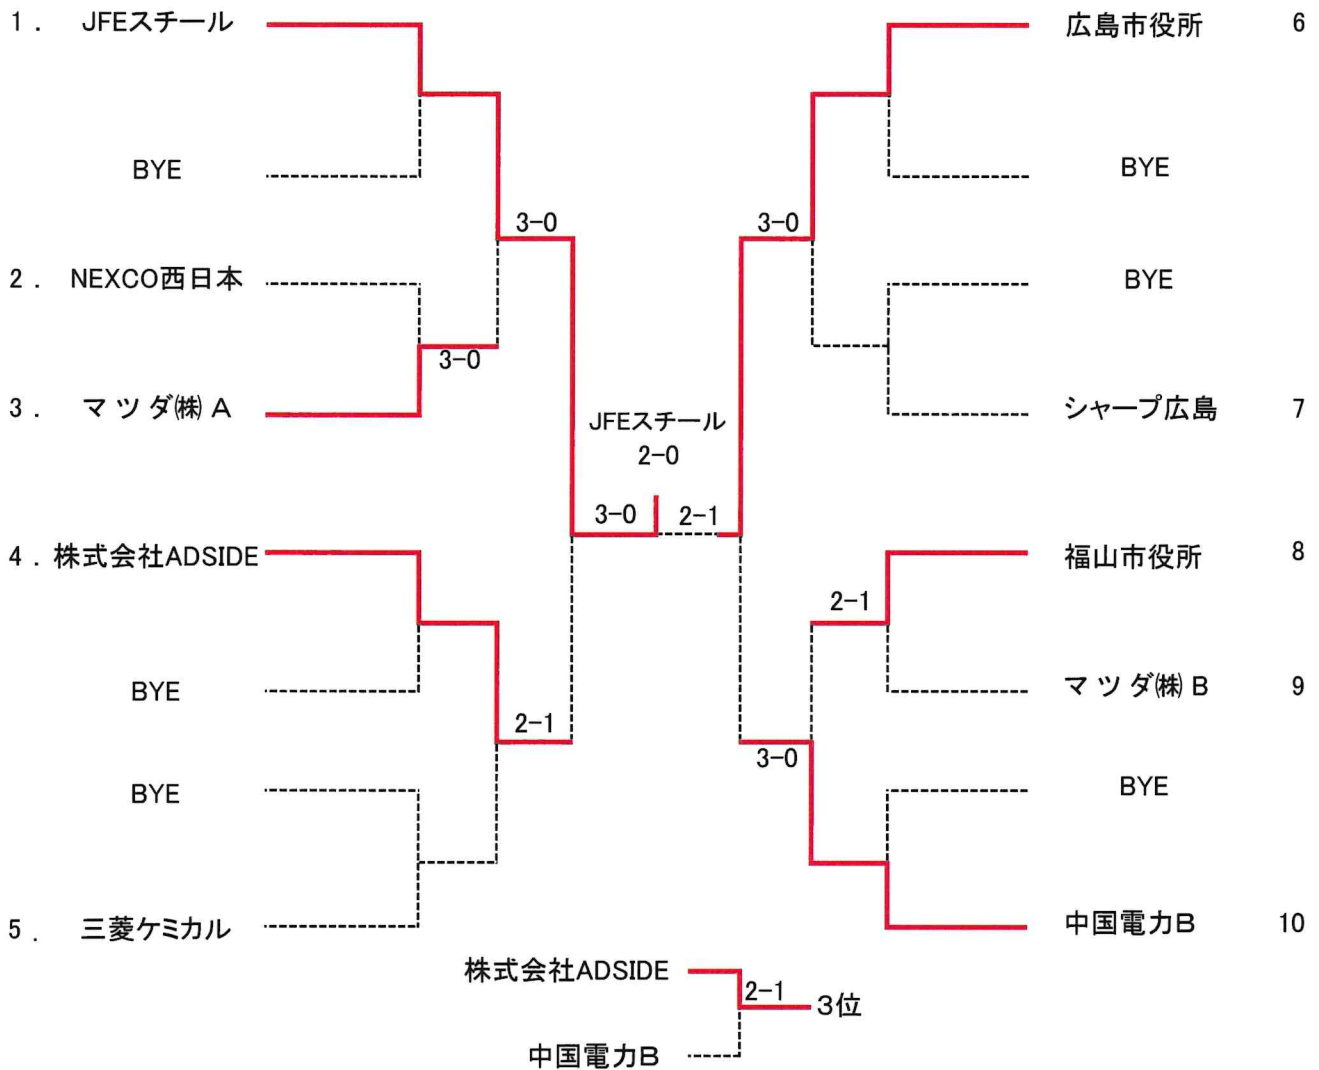 1． JFEスチール
広島市役所 6
BYE
BYE
3-0
3-0
2． NEXCO西日本
BYE
3-0
3． マツダ㈱ A
シャープ広島 7
JFEスチール
2-0
3-0
2-1
4．株式会社ADSIDE
福山市役所 8
2-1
BYE
マツダ㈱ B 9
2-1
3-0
BYE
BYE
5． 三菱ケミカル
中国電力B 10
株式会社ADSIDE
2-1
3位
中国電力B